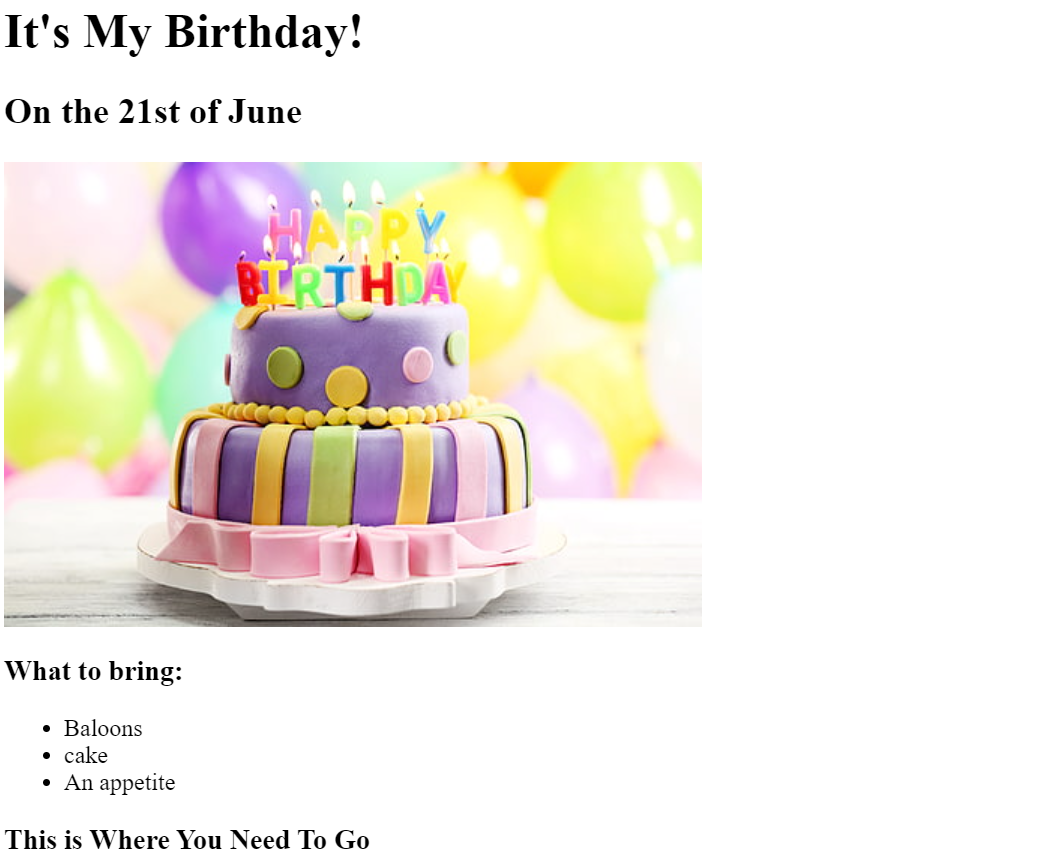 It's My Birthday!
On the 21st of June
HAPPY
BIRTHDAY
What to bring:
Baloons
cake
An appetite
This is Where You Need To Go